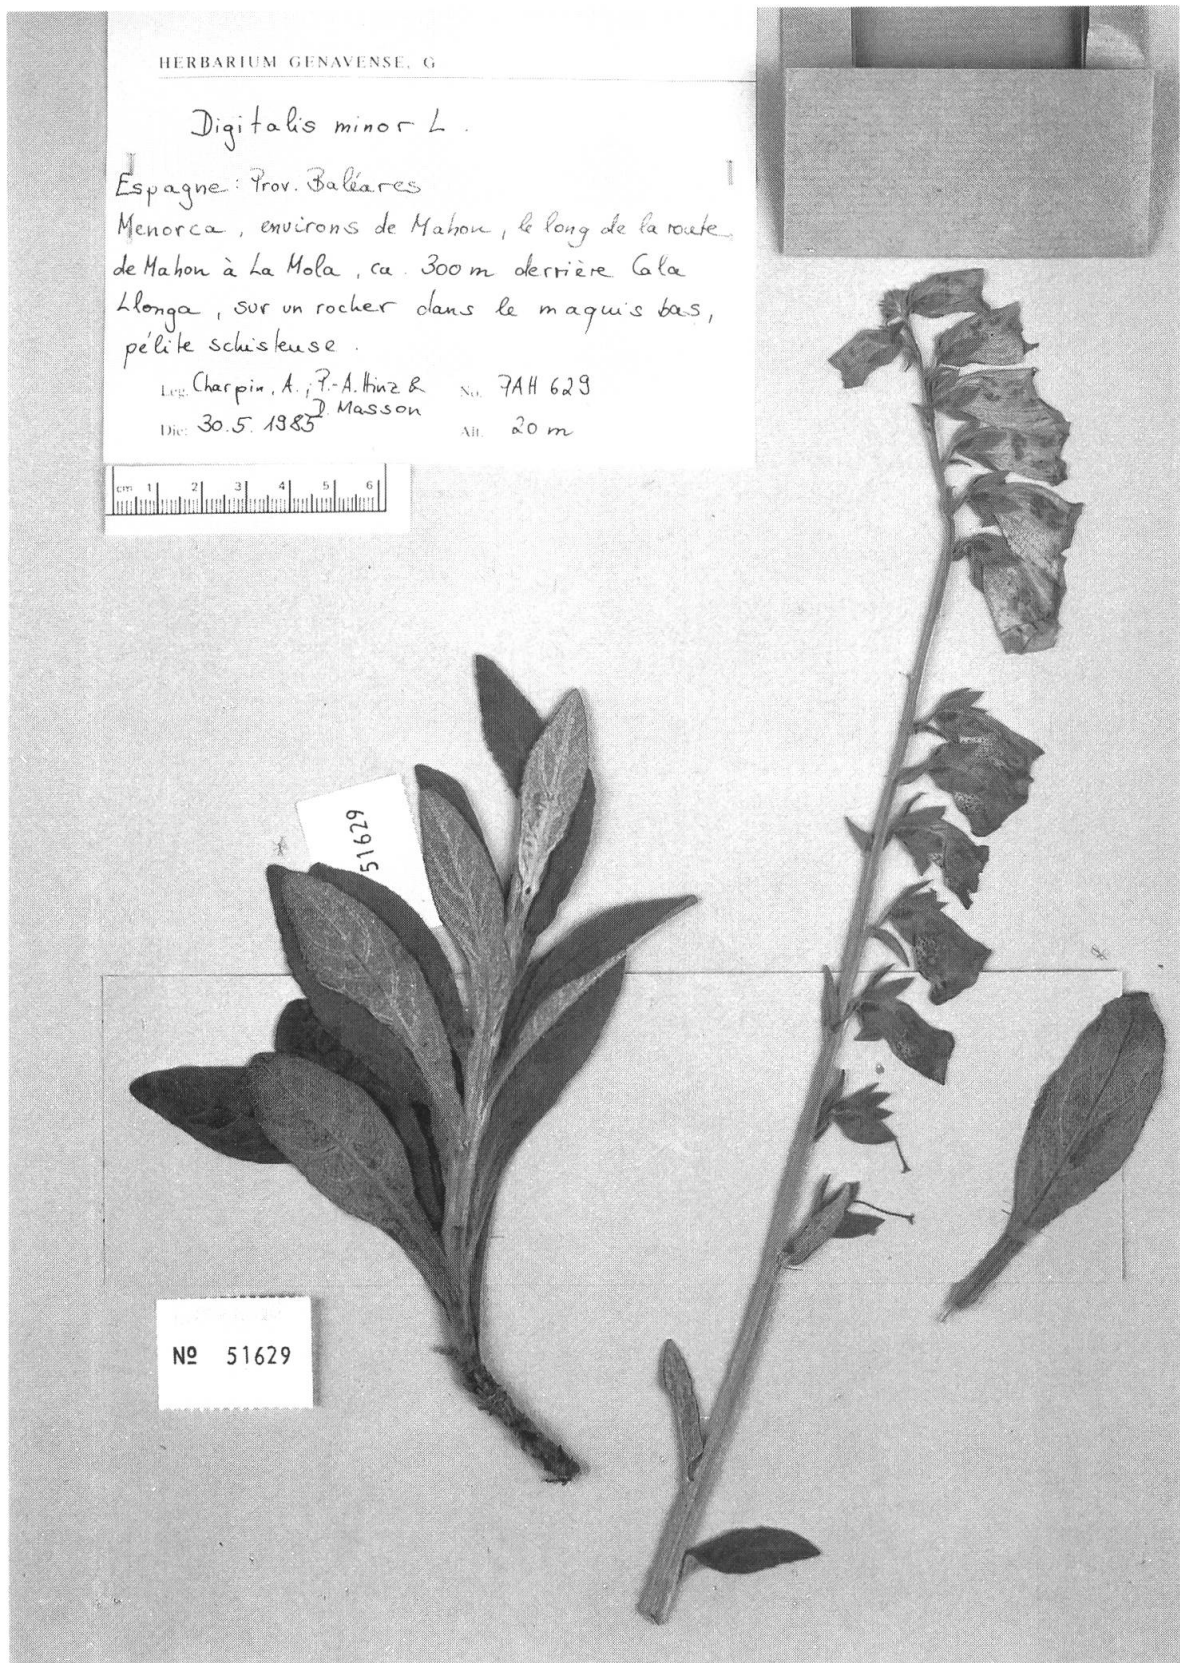 HERBARIUM GENAVENSE, G
Digitalis minor L.
Espagne: Prov. Baléares
Menorca, environs de Mahon, le long de la route
de Mahon à La Mola, ca. 300 m derrière Cala
Llonga, sur un rocher dans le maquis bas,
pélite schisteuse.
Leg. Charpin, A., P.-A. Hinz & No. PAH 629
D. Masson
Die: 30.5.1985 Alt. 20 m
cm 1 2 3 4 5 6
51629
Nº 51629